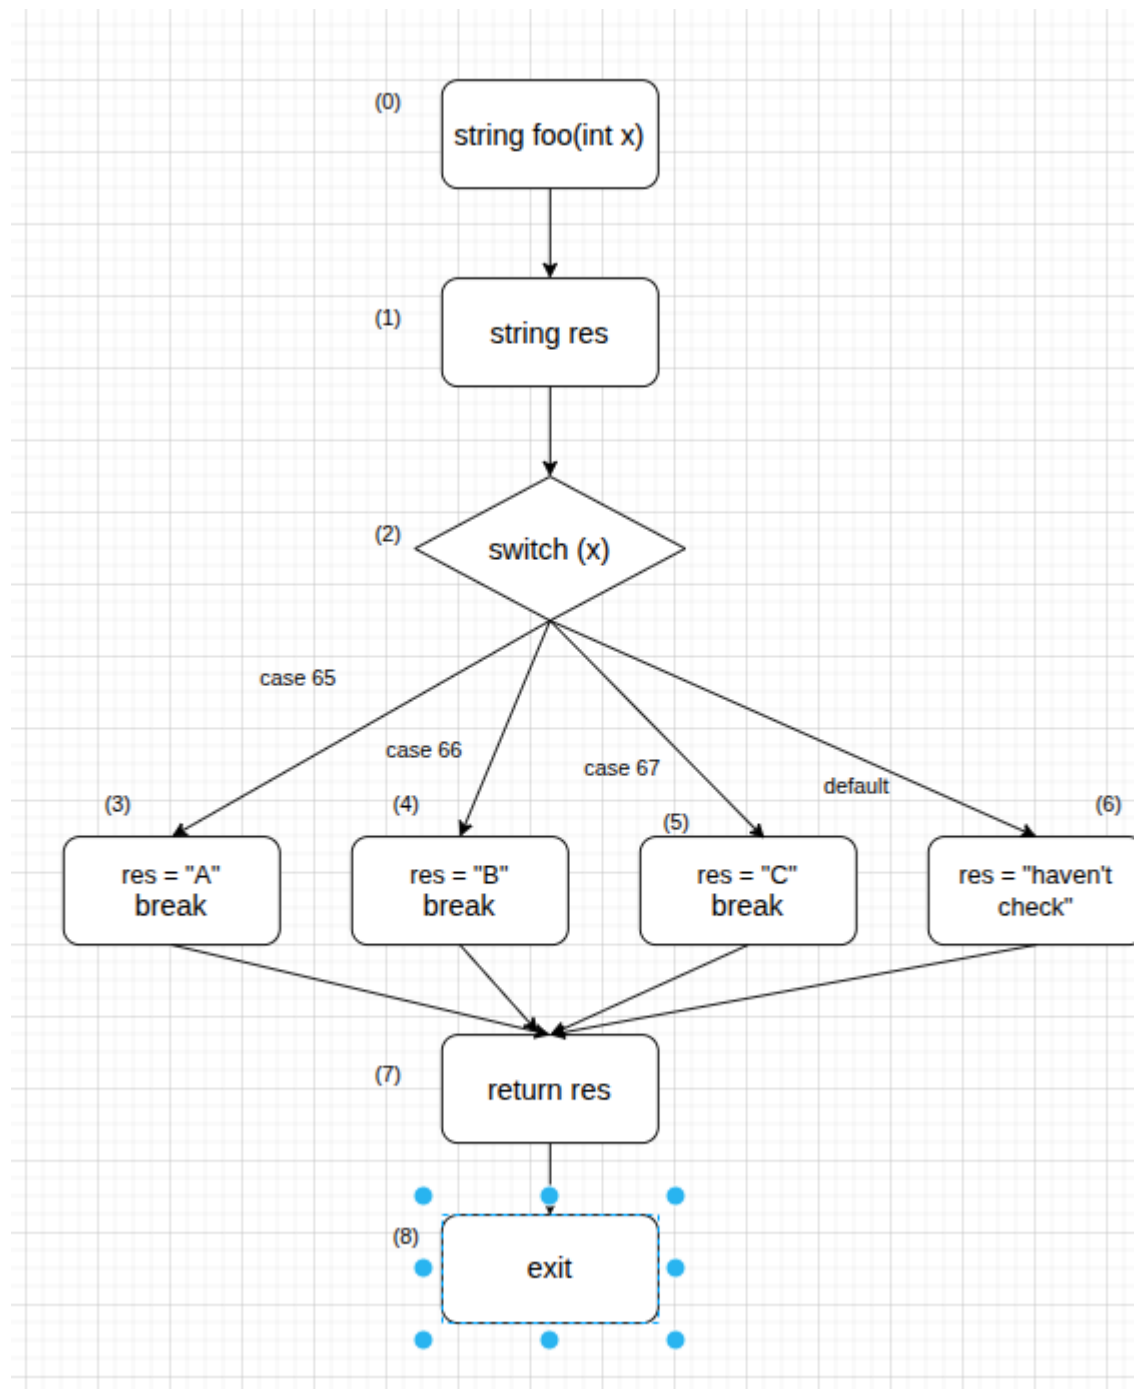 (0)
string foo(int x)
(1)
string res
(2)
switch (x)
case 65
case 66
case 67
default
(3)
(4)
(5)
(6)
res = "A"
break
res = "B"
break
res = "C"
break
res = "haven't
check"
(7)
return res
(8)
exit